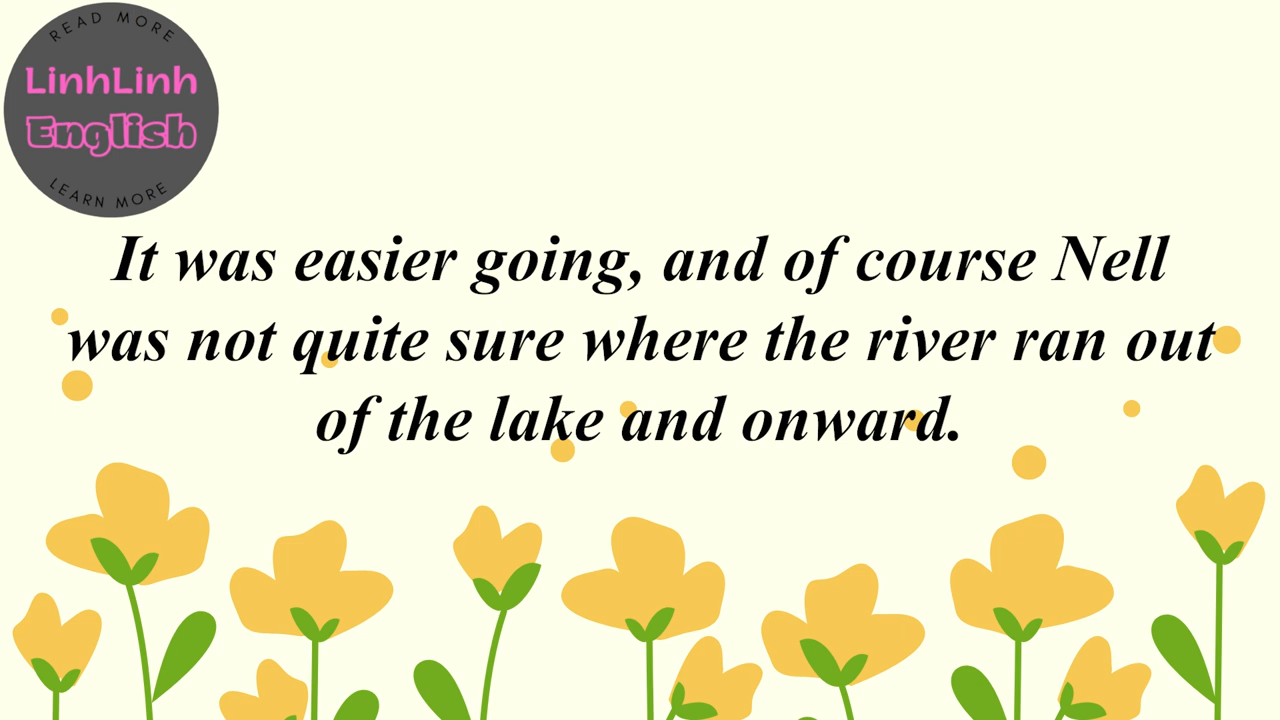 READ MORE
LinhLinh
English
LEARN MORE
It was easier going, and of course Nell
was not quite sure where the river ran out
of the lake and onward.